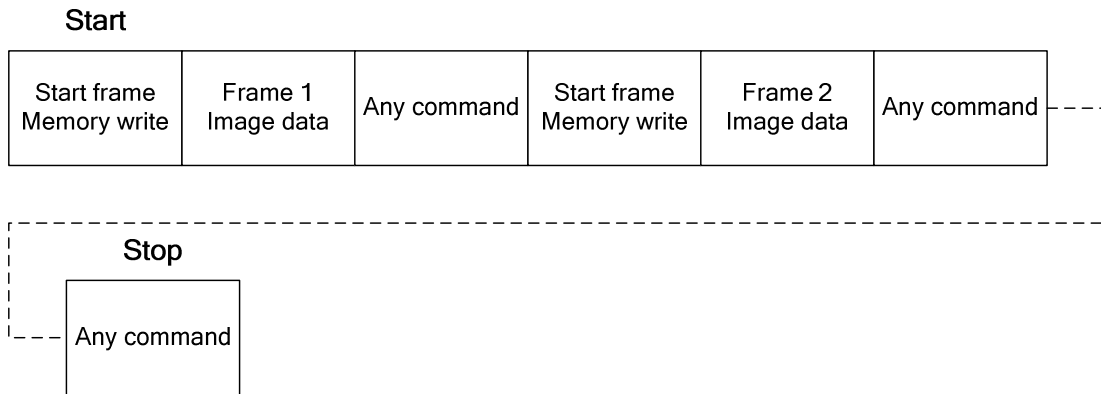 Start
Start frame
Memory write
Frame 1
Image data
Any command
Start frame
Memory write
Frame 2
Image data
Any command
Stop
Any command